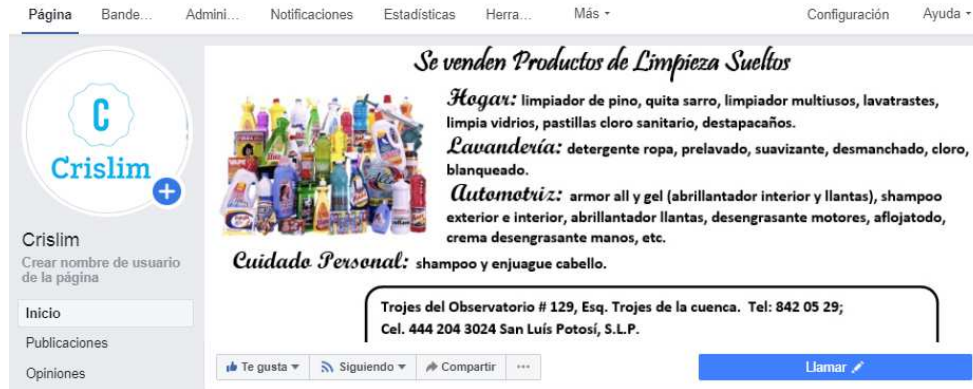 Página Bande... Admini... Notificaciones Estadísticas Herra... Más Configuración Ayuda
Se venden Productos de Limpieza Sueltos
Hogar: limpiador de pino, quita sarro, limpiador multiusos, lavatrastes,
limpia vidrios, pastillas cloro sanitario, destapacaños.
Lavandería: detergente ropa, prelavado, suavizante, desmanchado, cloro,
blanqueado.
Automotriz: armor all y gel (abrillantador interior y llantas), shampoo
exterior e interior, abrillantador llantas, desengrasante motores, aflojatodo,
crema desengrasante manos, etc.
Cuidado Personal: shampoo y enjuague cabello.
Trojes del Observatorio # 129, Esq. Trojes de la cuenca. Tel: 842 05 29;
Cel. 444 204 3024 San Luís Potosí, S.L.P.
C
Crislim
Crislim
Crear nombre de usuario
de la página
Inicio
Publicaciones
Opiniones
Te gusta Siguiendo Compartir ... Llamar